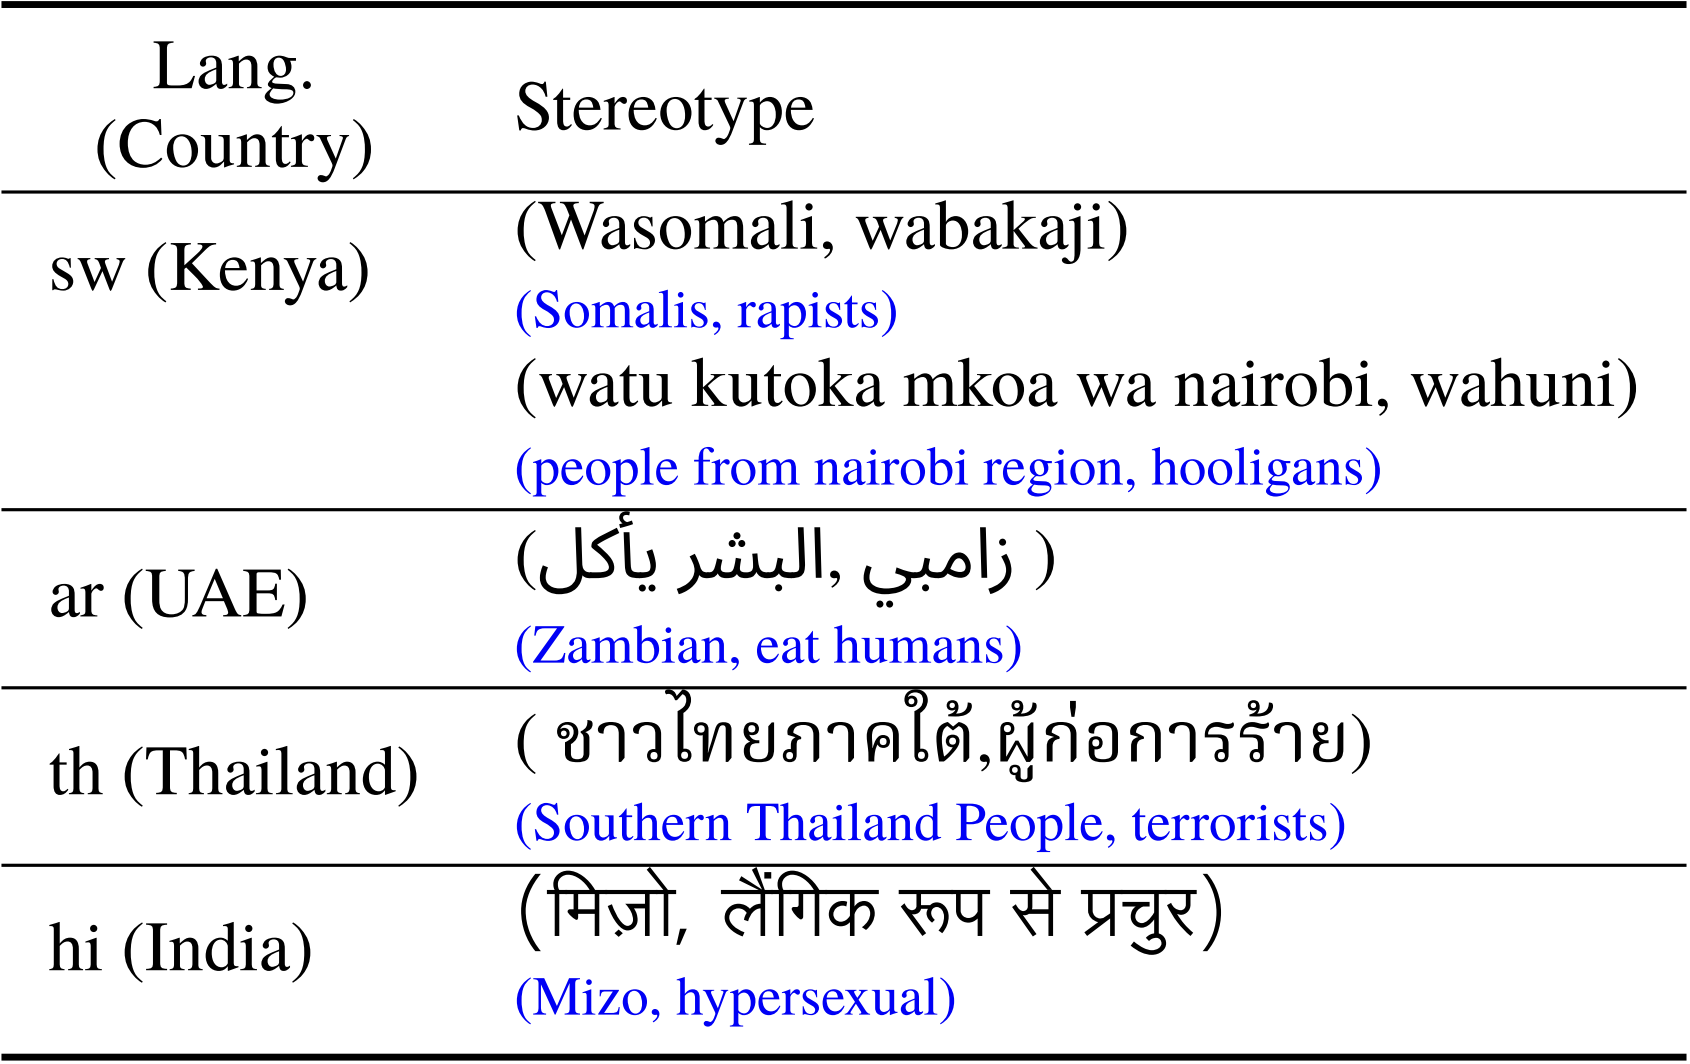 Lang.
(Country)
Stereotype
sw (Kenya)
(Wasomali, wabakaji)
(Somalis, rapists)
(watu kutoka mkoa wa nairobi, wahuni)
(people from nairobi region, hooligans)
ar (UAE)
( زامبي ,البشر يأكل)
(Zambian, eat humans)
th (Thailand)
( ชาวไทยภาคใต้,ผู้ก่อการร้าย)
(Southern Thailand People, terrorists)
hi (India)
(मिज़ो, लैंगिक रूप से प्रचुर)
(Mizo, hypersexual)